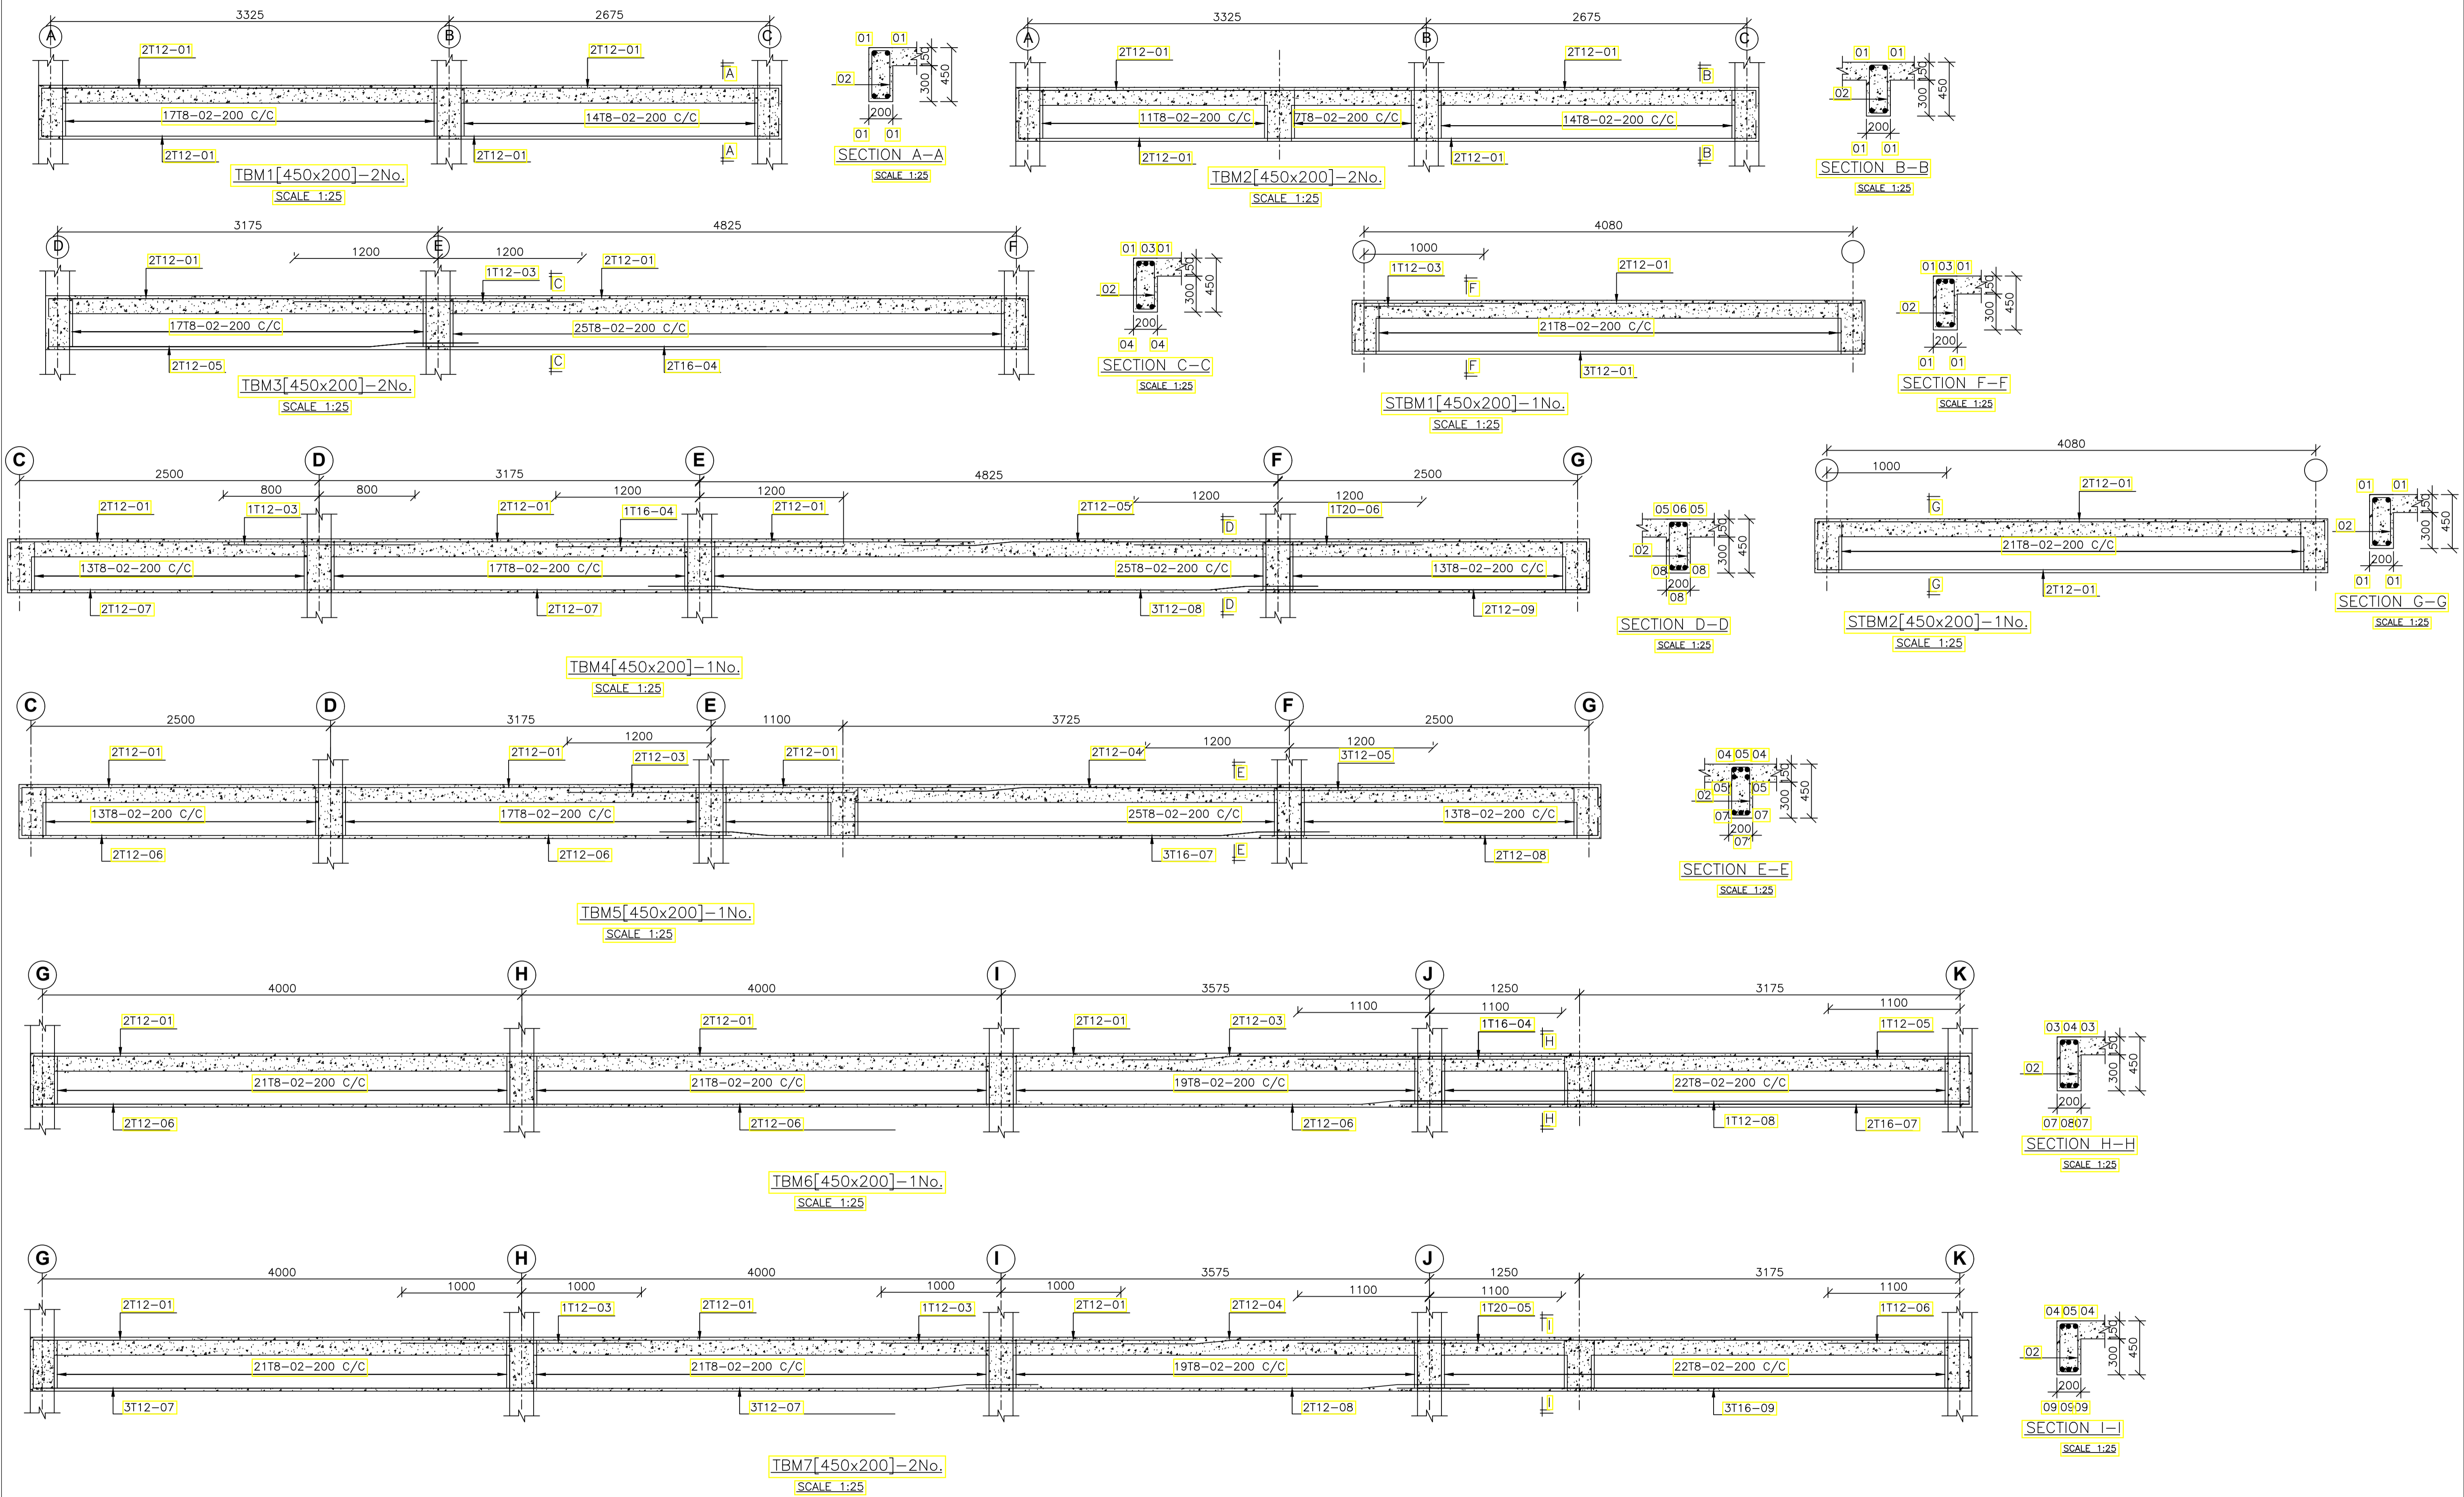 3325 2675
A B C
2T12-01 2T12-01 A
17T8-02-200 C/C 14T8-02-200 C/C
2T12-01 2T12-01 A
TBM1[450x200]-2No.
SCALE 1:25
01 01
02
300 150 450
200
01 01
SECTION A-A
SCALE 1:25
3325 2675
A B C
2T12-01 2T12-01 B
11T8-02-200 C/C 7T8-02-200 C/C 14T8-02-200 C/C
2T12-01 2T12-01 B
TBM2[450x200]-2No.
SCALE 1:25
01 01
02
300 150 450
200
01 01
SECTION B-B
SCALE 1:25
3175 4825
D E F
1200 1200
2T12-01 1T12-03 2T12-01 C
17T8-02-200 C/C 25T8-02-200 C/C
2T12-05 C 2T16-04
TBM3[450x200]-2No.
SCALE 1:25
01 03 01
02
300 150 450
200
04 04
SECTION C-C
SCALE 1:25
4080
1000
1T12-03 F 2T12-01
21T8-02-200 C/C
F 3T12-01
STBM1[450x200]-1No.
SCALE 1:25
01 03 01
02
300 150 450
200
01 01
SECTION F-F
SCALE 1:25
C D E F G
2500 3175 4825 2500
800 800 1200 1200 1200 1200
2T12-01 1T12-03 2T12-01 1T16-04 2T12-01 2T12-05 D 1T20-06
13T8-02-200 C/C 17T8-02-200 C/C 25T8-02-200 C/C 13T8-02-200 C/C
2T12-07 2T12-07 3T12-08 D 2T12-09
TBM4[450x200]-1No.
SCALE 1:25
05 06 05
02
300 150 450
08 08
200
08
SECTION D-D
SCALE 1:25
4080
1000
G 2T12-01
21T8-02-200 C/C
G 2T12-01
STBM2[450x200]-1No.
SCALE 1:25
01 01
02
300 150 450
200
01 01
SECTION G-G
SCALE 1:25
C D E F G
2500 3175 1100 3725 2500
1200 1200 1200
2T12-01 2T12-01 2T12-03 2T12-01 2T12-04 E 3T12-05
13T8-02-200 C/C 17T8-02-200 C/C 25T8-02-200 C/C 13T8-02-200 C/C
2T12-06 2T12-06 3T16-07 E 2T12-08
TBM5[450x200]-1No.
SCALE 1:25
04 05 04
05 05
02
300 150 450
07 07
200
07
SECTION E-E
SCALE 1:25
G H I J K
4000 4000 3575 1250 3175
1100 1100 1100
2T12-01 2T12-01 2T12-01 2T12-03 1T16-04 H 1T12-05
21T8-02-200 C/C 21T8-02-200 C/C 19T8-02-200 C/C 22T8-02-200 C/C
2T12-06 2T12-06 2T12-06 H 1T12-08 2T16-07
TBM6[450x200]-1No.
SCALE 1:25
03 04 03
02
300 150 450
200
07 08 07
SECTION H-H
SCALE 1:25
G H I J K
4000 4000 3575 1250 3175
1000 1000 1000 1000 1100 1100 1100
2T12-01 1T12-03 2T12-01 1T12-03 2T12-01 2T12-04 1T20-05 I 1T12-06
21T8-02-200 C/C 21T8-02-200 C/C 19T8-02-200 C/C 22T8-02-200 C/C
3T12-07 3T12-07 2T12-08 I 3T16-09
TBM7[450x200]-2No.
SCALE 1:25
04 05 04
02
300 150 450
200
09 09 09
SECTION I-I
SCALE 1:25